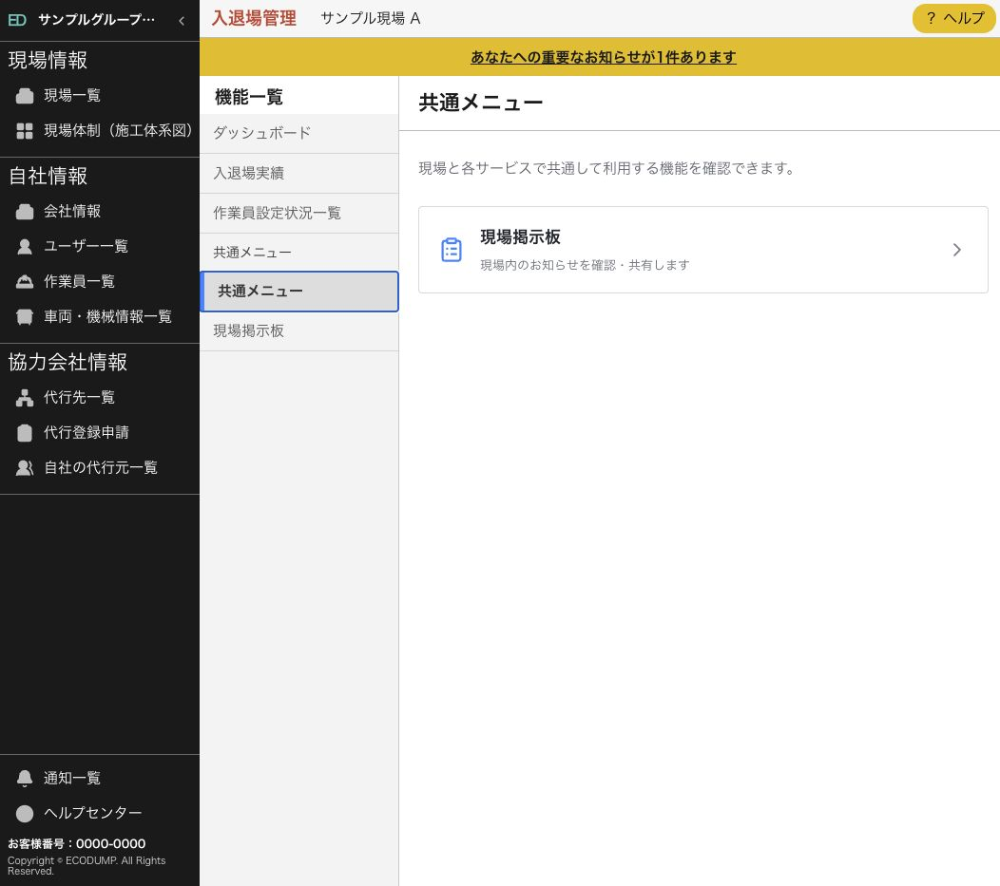 ED サンプルグループ… ‹
現場情報
現場一覧
現場体制（施工体系図）
自社情報
会社情報
ユーザー一覧
作業員一覧
車両・機械情報一覧
協力会社情報
代行先一覧
代行登録申請
自社の代行元一覧
通知一覧
ヘルプセンター
お客様番号：0000-0000
Copyright © ECODUMP. All Rights
Reserved.
入退場管理 サンプル現場 A
？ ヘルプ
あなたへの重要なお知らせが1件あります
機能一覧
ダッシュボード
入退場実績
作業員設定状況一覧
共通メニュー
共通メニュー
現場掲示板
共通メニュー
現場と各サービスで共通して利用する機能を確認できます。
現場掲示板
現場内のお知らせを確認・共有します